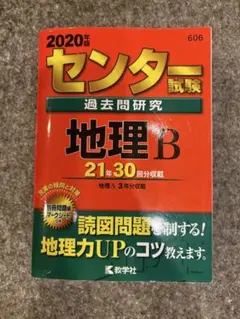 2020年版
606
センター試験
過去問研究
地理B
21年30回分収載
地理A 3年分収載
読図問題を制する!
地理力UPのコツ教えます。
教学社